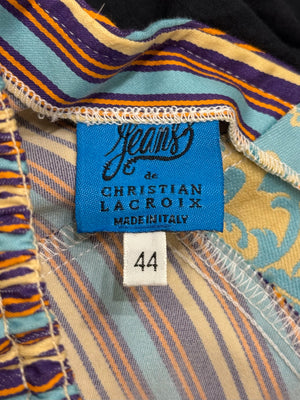 Jeans
de
CHRISTIAN
LACROIX
MADE IN ITALY
44